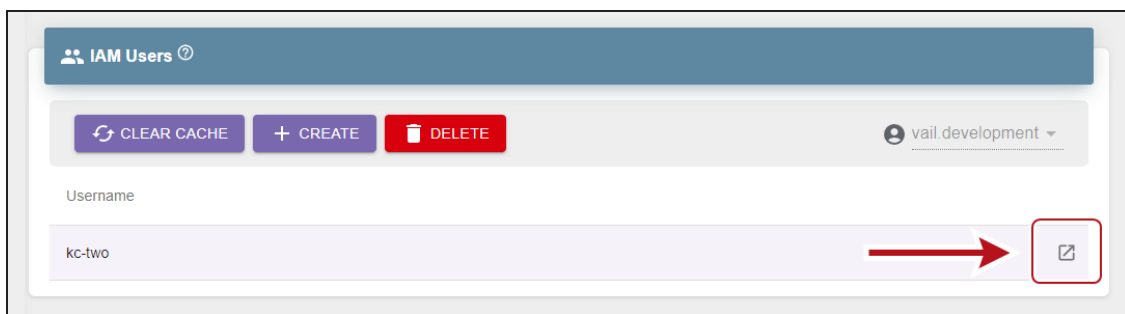 IAM Users
CLEAR CACHE + CREATE DELETE vail.development
Username
kc-two